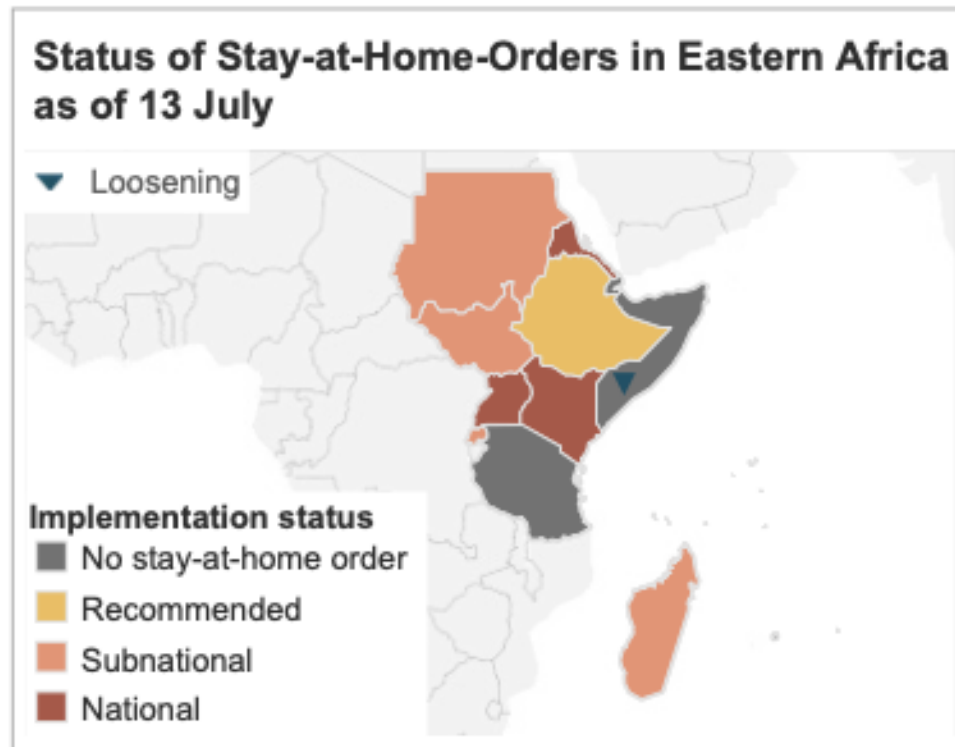 Status of Stay-at-Home-Orders in Eastern Africa
as of 13 July
Loosening
Implementation status
No stay-at-home order
Recommended
Subnational
National